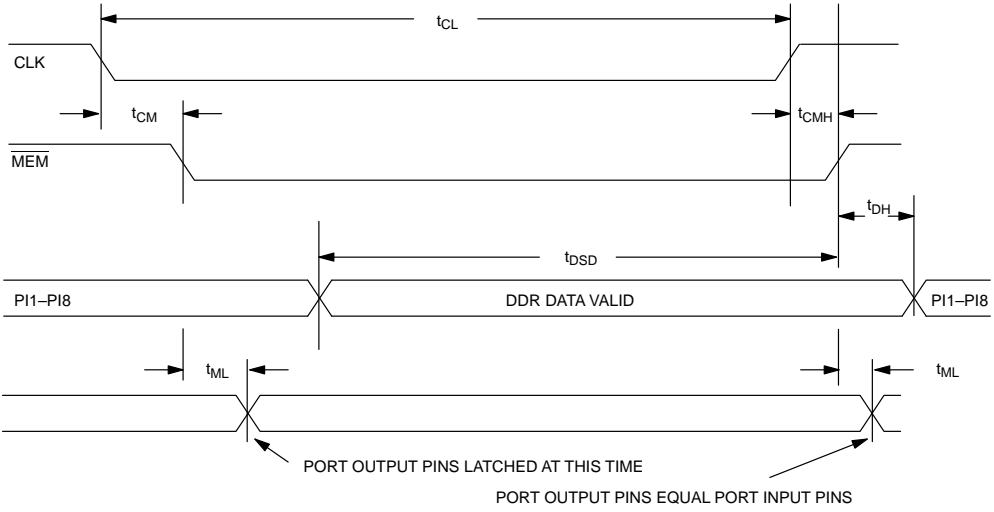 tCL
CLK
tCM
tCMH
MEM
tDH
tDSD
PI1–PI8
DDR DATA VALID
PI1–PI8
tML
tML
PORT OUTPUT PINS LATCHED AT THIS TIME
PORT OUTPUT PINS EQUAL PORT INPUT PINS